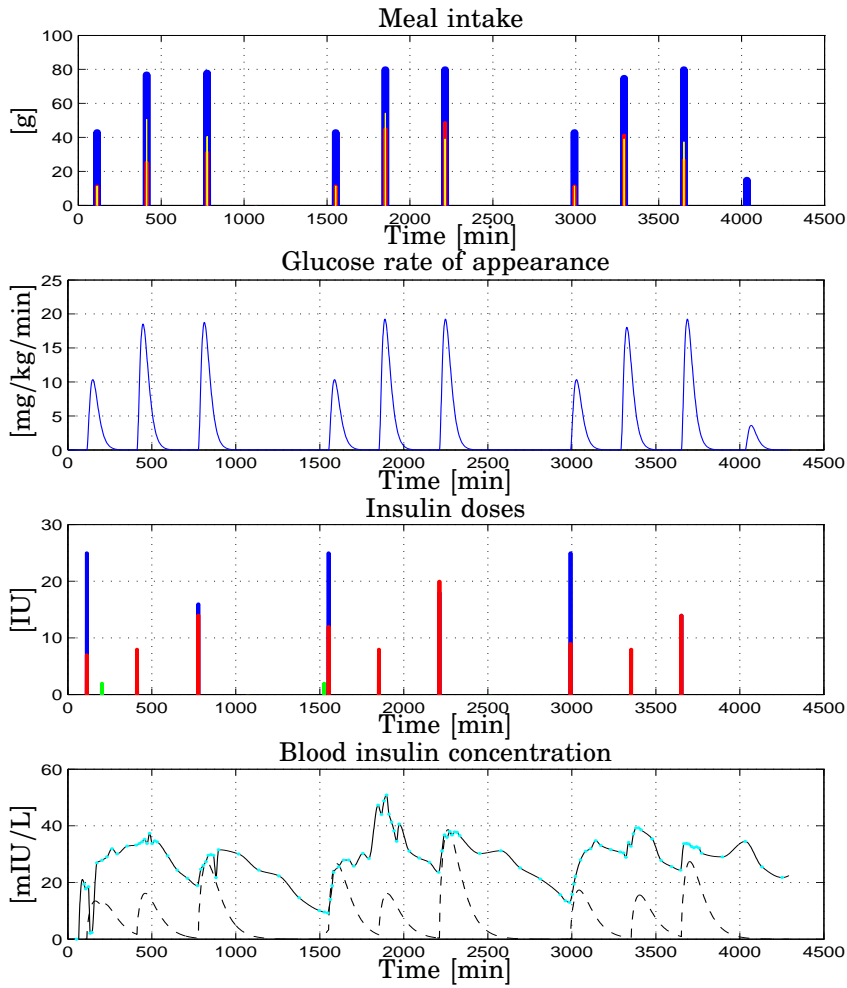 Meal intake
[g]
100
80
60
40
20
0
0 500 1000 1500 2000 2500 3000 3500 4000 4500
Time [min]
Glucose rate of appearance
[mg/kg/min]
25
20
15
10
5
0
0 500 1000 1500 2000 2500 3000 3500 4000 4500
Time [min]
Insulin doses
[IU]
30
20
10
0
0 500 1000 1500 2000 2500 3000 3500 4000 4500
Time [min]
Blood insulin concentration
[mIU/L]
60
40
20
0
0 500 1000 1500 2000 2500 3000 3500 4000 4500
Time [min]